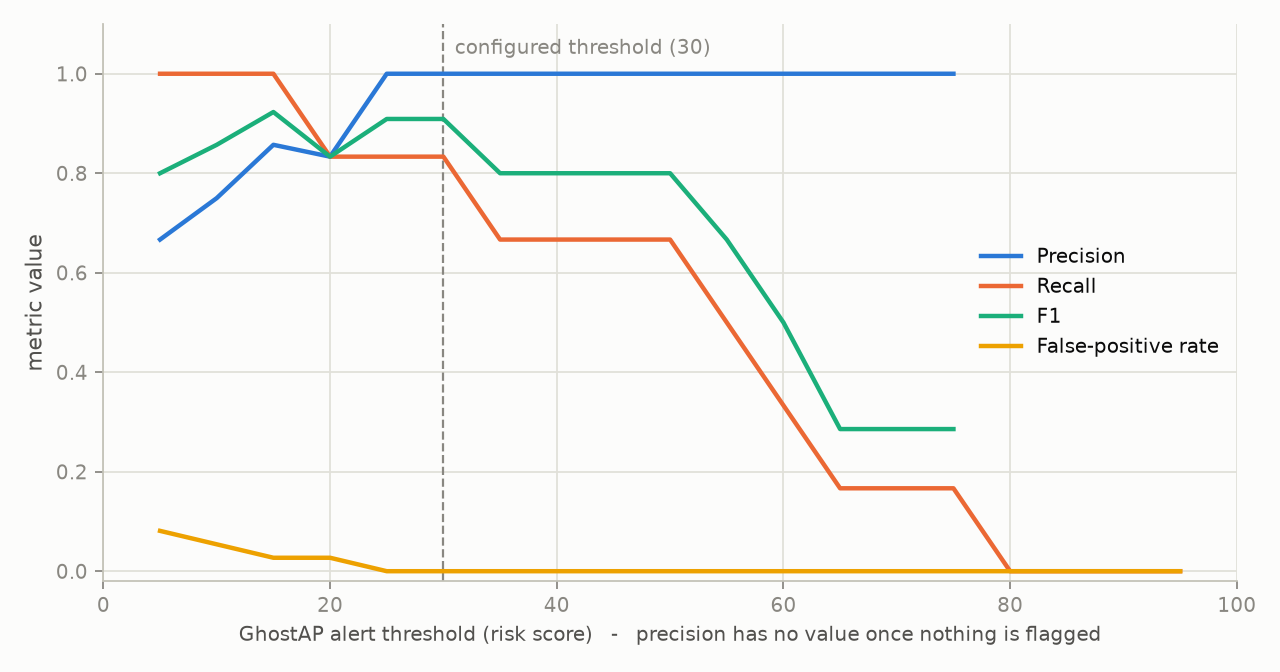 configured threshold (30)
1.0
0.8
0.6
0.4
0.2
0.0
metric value
Precision
Recall
F1
False-positive rate
0 20 40 60 80 100
GhostAP alert threshold (risk score) - precision has no value once nothing is flagged